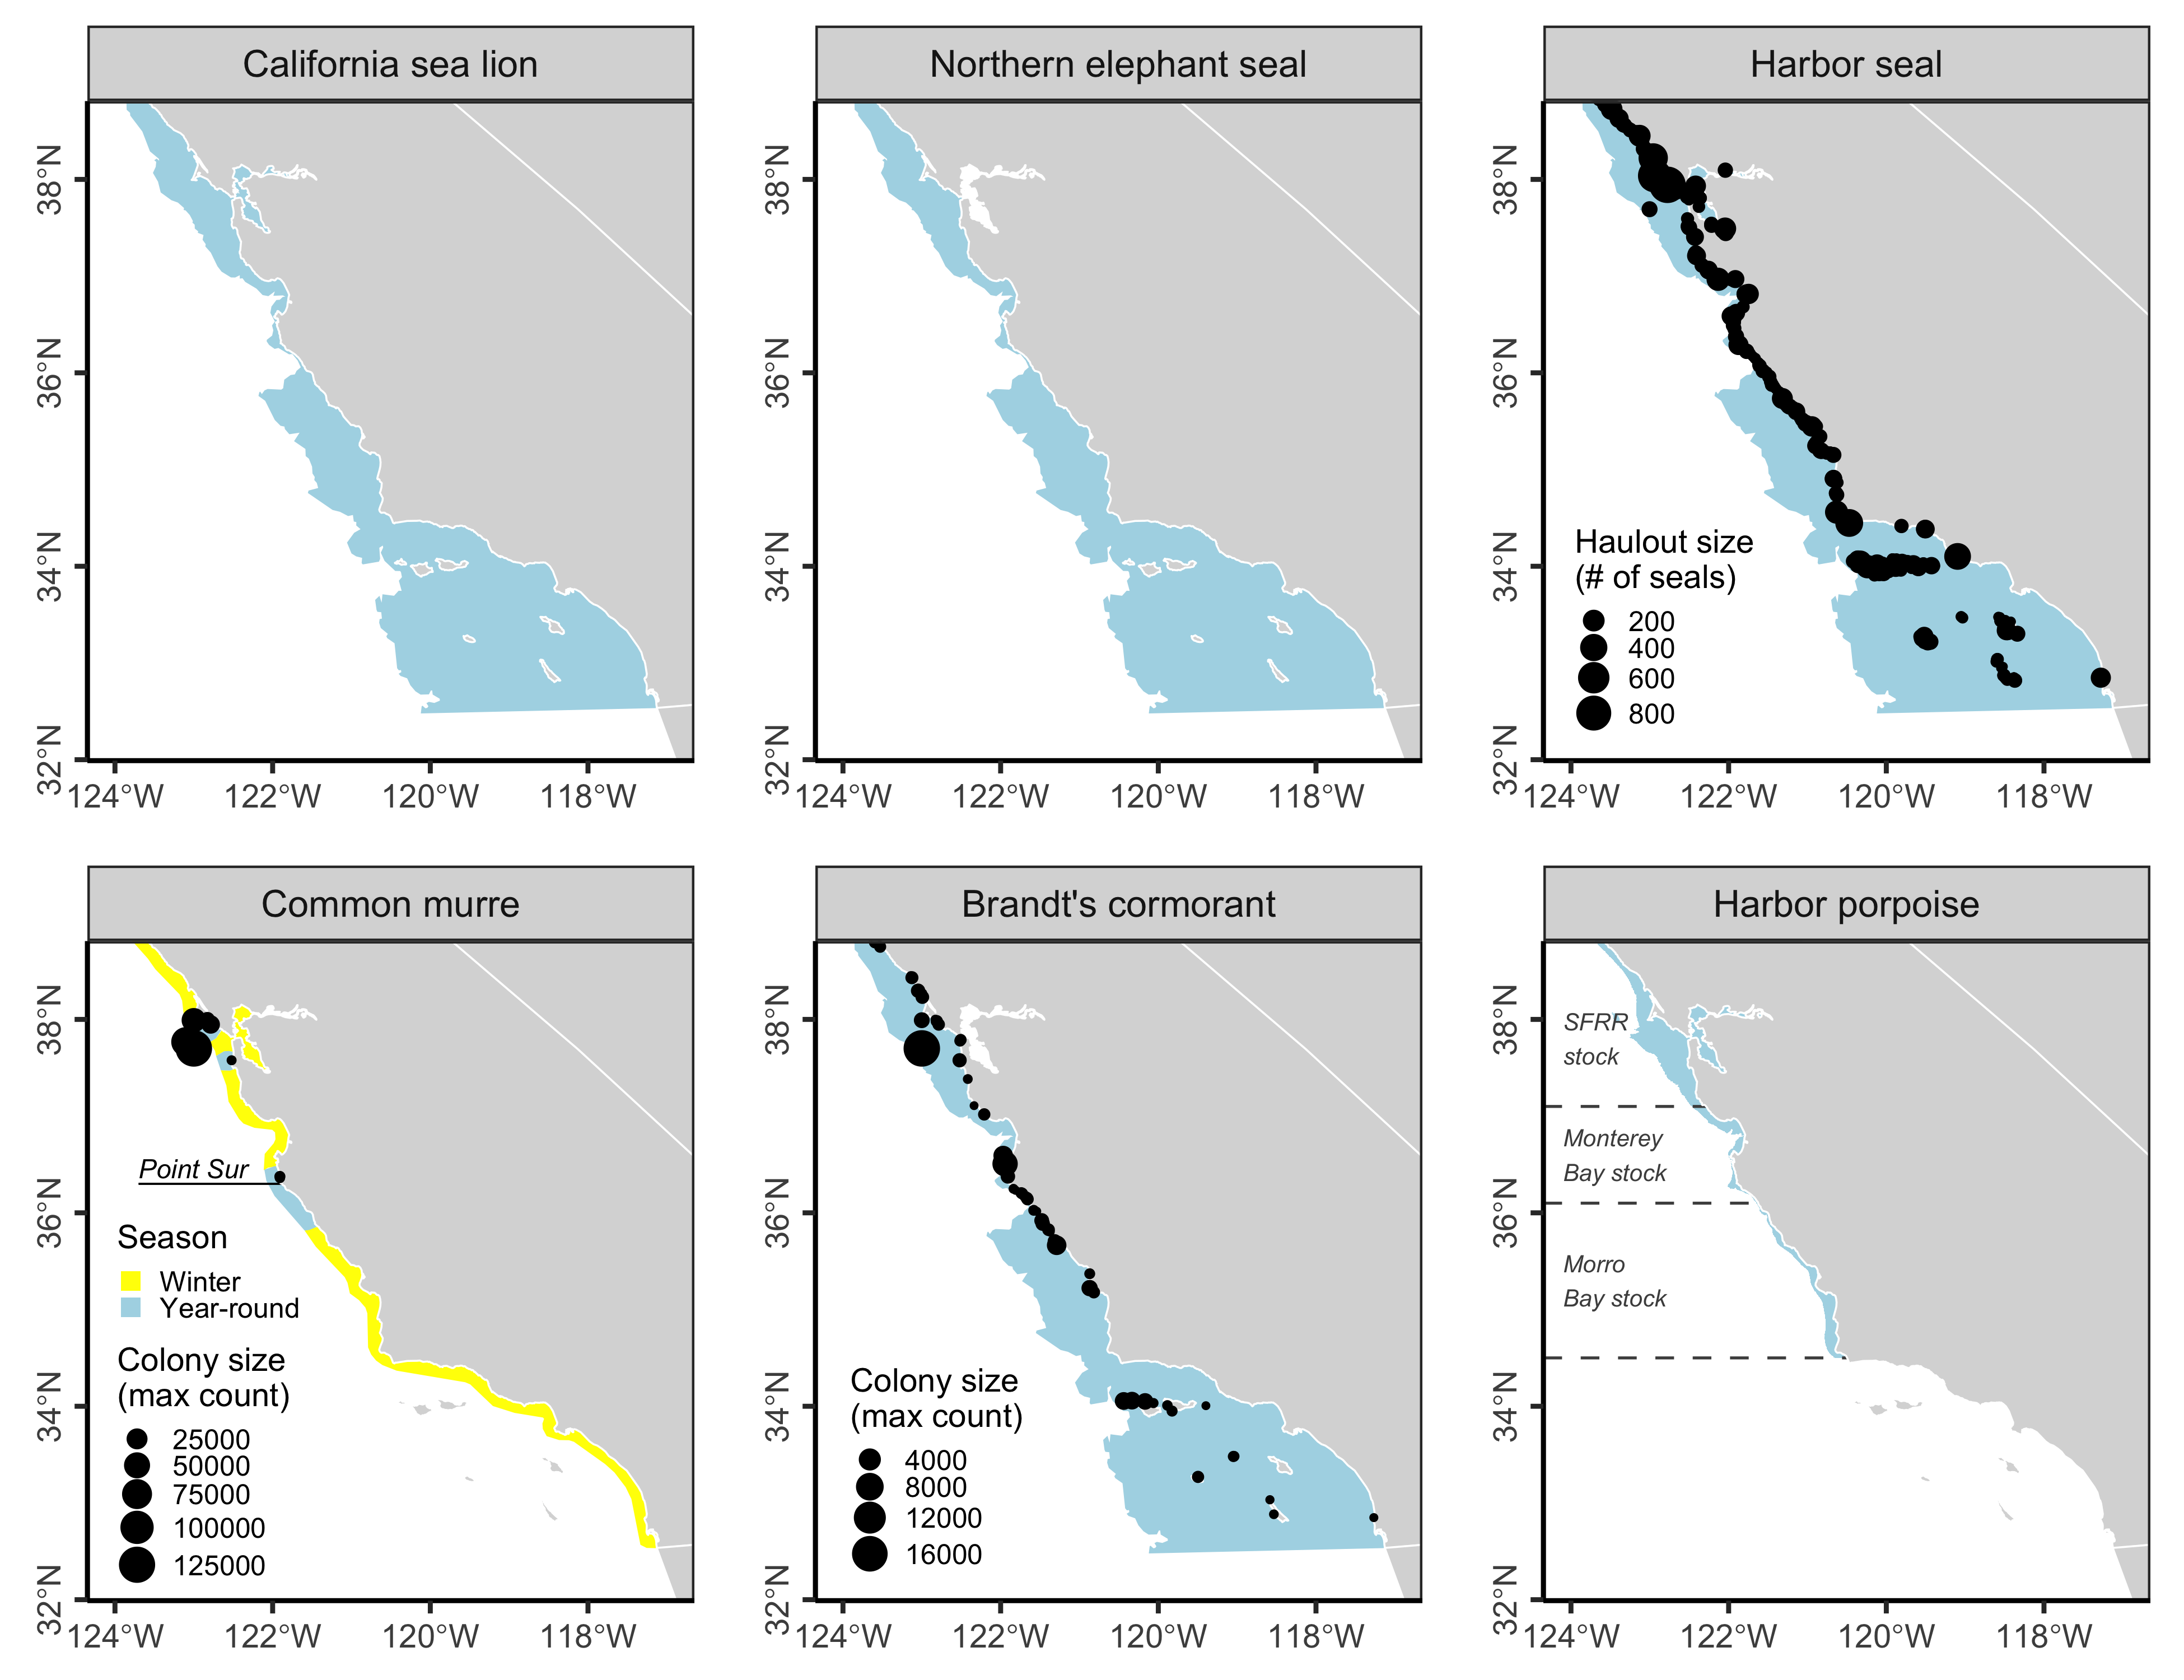 California sea lion
Northern elephant seal
Harbor seal
38°N
36°N
34°N
32°N
124°W
122°W
120°W
118°W
38°N
36°N
34°N
32°N
124°W
122°W
120°W
118°W
38°N
36°N
34°N
32°N
Haulout size
(# of seals)
200
400
600
800
124°W
122°W
120°W
118°W
Common murre
Brandt's cormorant
Harbor porpoise
38°N
36°N
34°N
32°N
Point Sur
Season
Winter
Year-round
Colony size
(max count)
25000
50000
75000
100000
125000
124°W
122°W
120°W
118°W
38°N
36°N
34°N
32°N
Colony size
(max count)
4000
8000
12000
16000
124°W
122°W
120°W
118°W
38°N
36°N
34°N
32°N
SFRR
stock
Monterey
Bay stock
Morro
Bay stock
124°W
122°W
120°W
118°W